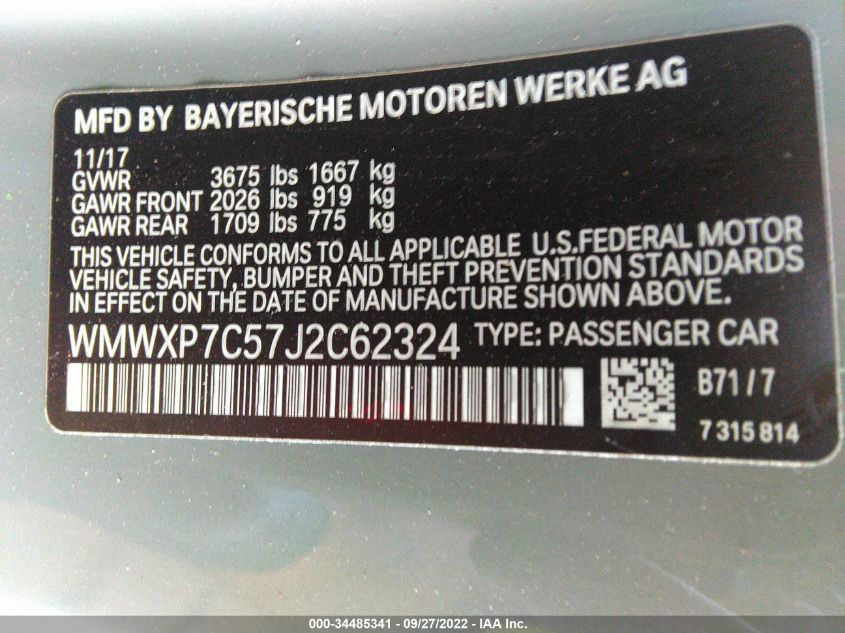 MFD BY BAYERISCHE MOTOREN WERKE AG
11/17
GVWR 3675 lbs 1667 kg
GAWR FRONT 2026 lbs 919 kg
GAWR REAR 1709 lbs 775 kg
THIS VEHICLE CONFORMS TO ALL APPLICABLE U.S.FEDERAL MOTOR
VEHICLE SAFETY, BUMPER AND THEFT PREVENTION STANDARDS
IN EFFECT ON THE DATE OF MANUFACTURE SHOWN ABOVE.
WMWXP7C57J2C62324 TYPE: PASSENGER CAR
B71/7
7 315 814
000-34485341 / 09/27/2022 - IAA Inc.